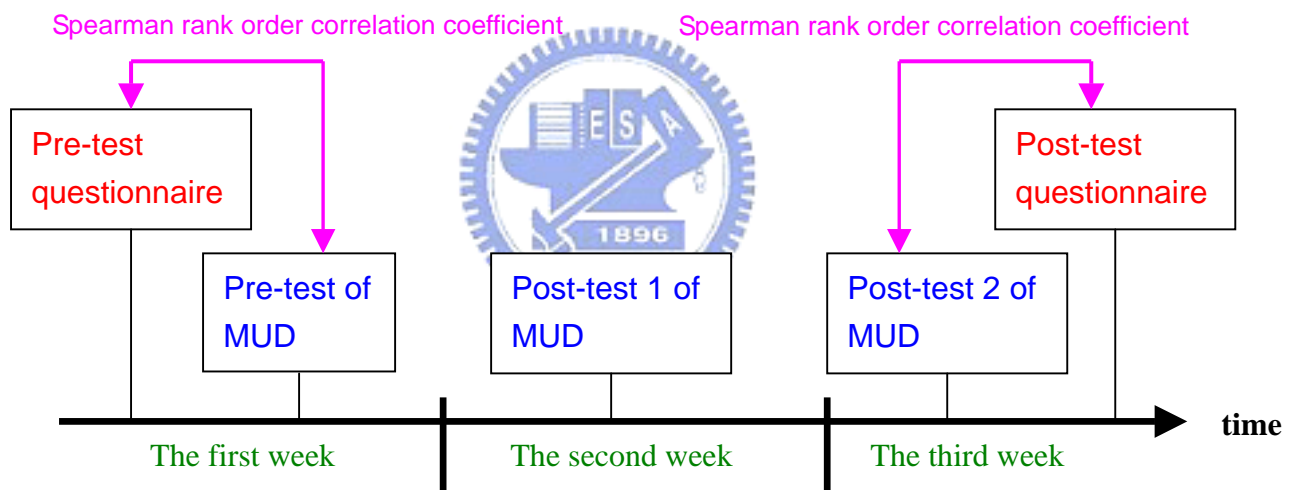 Spearman rank order correlation coefficient
Spearman rank order correlation coefficient
E S A
1896
Pre-test
questionnaire
Post-test
questionnaire
Pre-test of
MUD
Post-test 1 of
MUD
Post-test 2 of
MUD
time
The first week
The second week
The third week